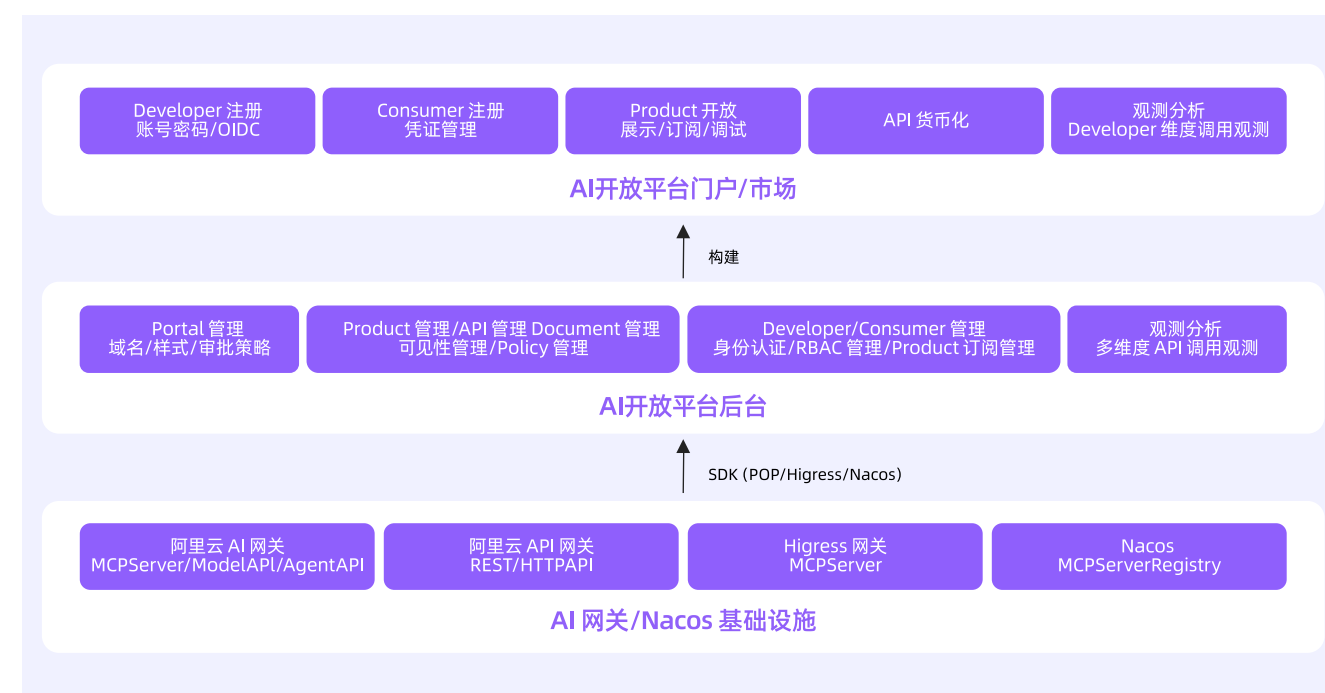 Developer 注册
账号密码/OIDC
Consumer 注册
凭证管理
Product 开放
展示/订阅/调试
API 货币化
观测分析
Developer 维度调用观测
AI开放平台门户/市场
构建
Portal 管理
域名/样式/审批策略
Product 管理/API 管理 Document 管理
可见性管理/Policy 管理
Developer/Consumer 管理
身份认证/RBAC 管理/Product 订阅管理
观测分析
多维度 API 调用观测
AI开放平台后台
SDK (POP/Higress/Nacos)
阿里云 AI 网关
MCPServer/ModelAPl/AgentAPI
阿里云 API 网关
REST/HTTPAPI
Higress 网关
MCPServer
Nacos
MCPServerRegistry
AI 网关/Nacos 基础设施